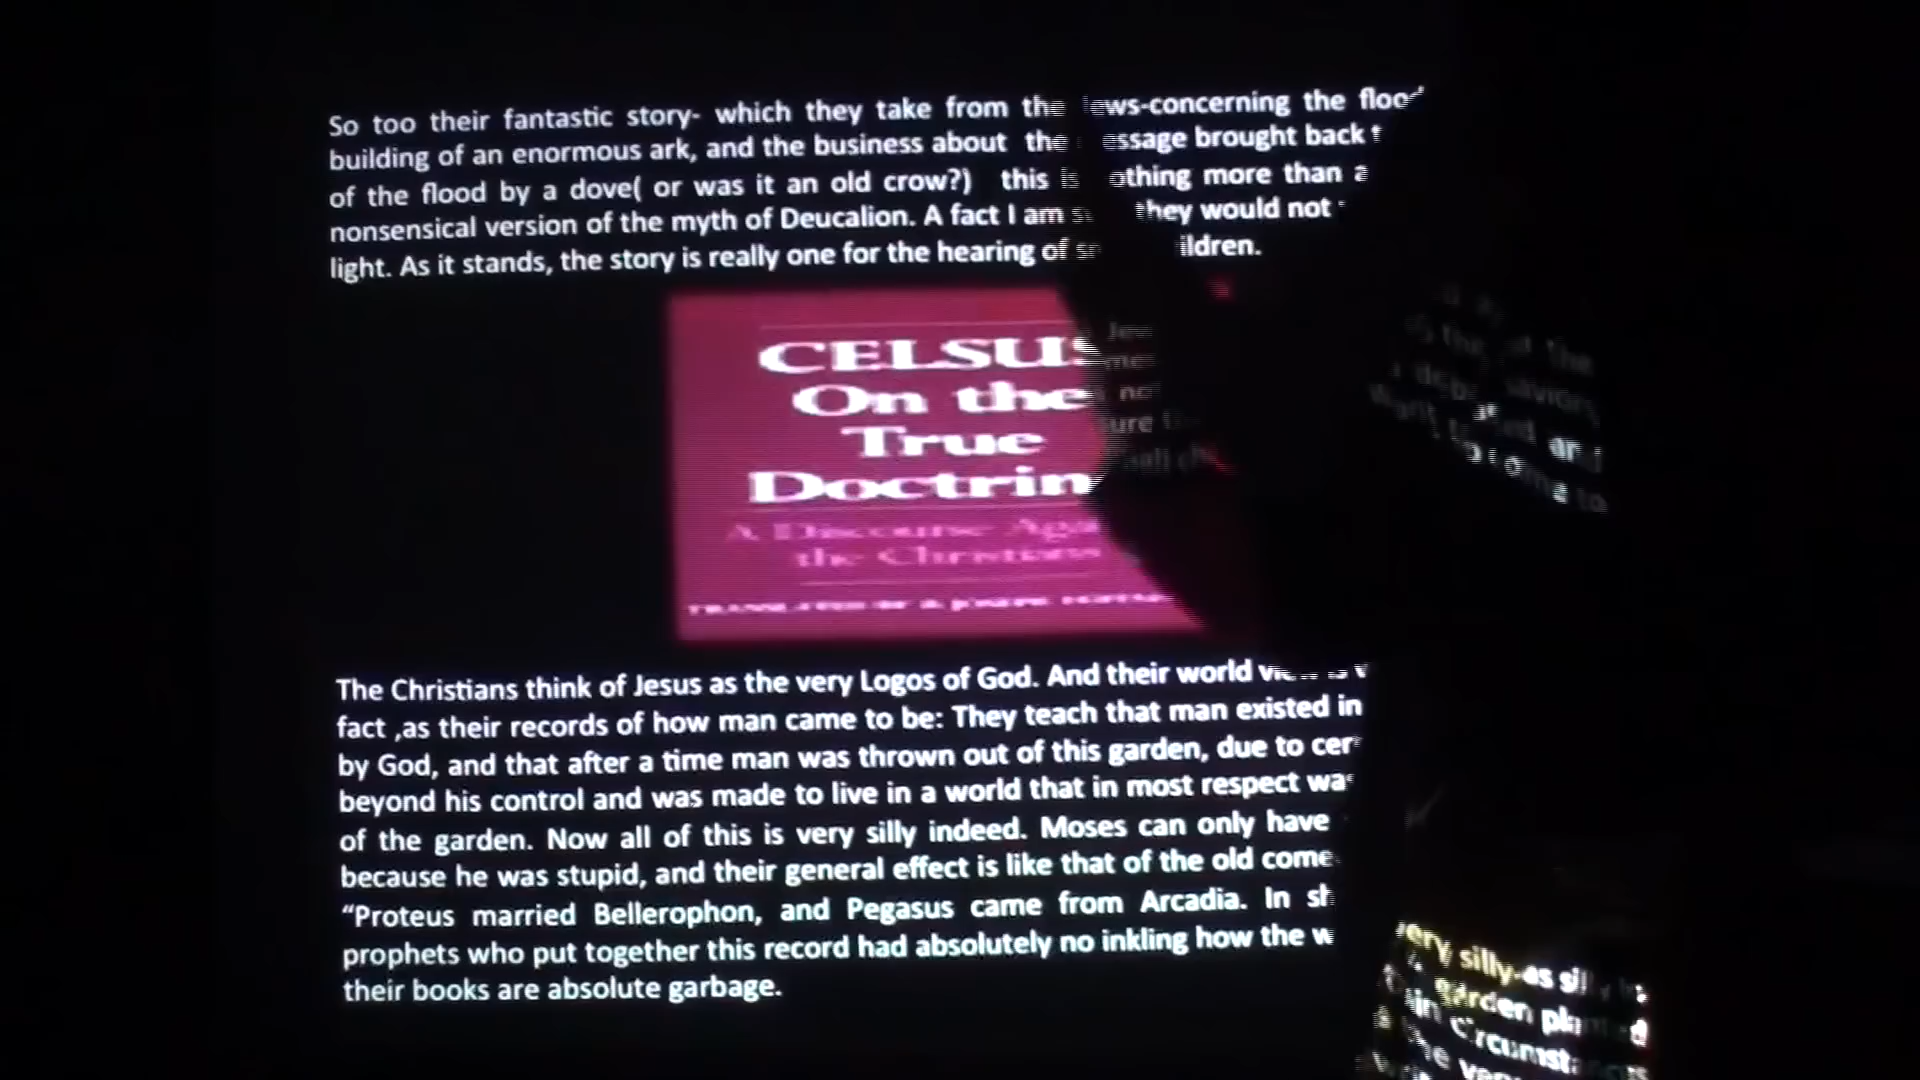 So too their fantastic story- which they take from the ews-concerning the flood
building of an enormous ark, and the business about the essage brought back
of the flood by a dove( or was it an old crow?) this is othing more than a
nonsensical version of the myth of Deucalion. A fact I am they would not
light. As it stands, the story is really one for the hearing of ildren.
CELSUS
On the
True
Doctrin
A Discourse Aga
the Christians
The Christians think of Jesus as the very Logos of God. And their world
fact ,as their records of how man came to be: They teach that man existed in
by God, and that after a time man was thrown out of this garden, due to cer
beyond his control and was made to live in a world that in most respect wa
of the garden. Now all of this is very silly indeed. Moses can only have
because he was stupid, and their general effect is like that of the old come
“Proteus married Bellerophon, and Pegasus came from Arcadia. In sh
prophets who put together this record had absolutely no inkling how the w
their books are absolute garbage.
ery silly-as
garden
in